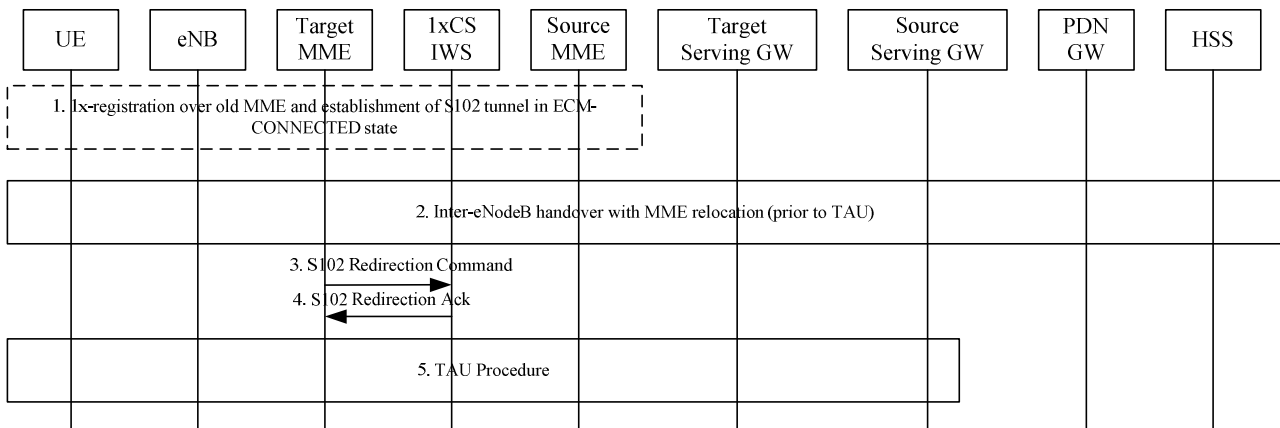 UE
eNB
Target
MME
1xCS
IWS
Source
MME
Target
Serving GW
Source
Serving GW
PDN
GW
HSS
1. 1x-registration over old MME and establishment of S102 tunnel in ECM-
CONNECTED state
2. Inter-eNodeB handover with MME relocation (prior to TAU)
3. S102 Redirection Command
4. S102 Redirection Ack
5. TAU Procedure